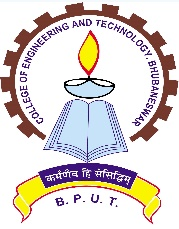 COLLEGE OF ENGINEERING AND TECHNOLOGY, BHUBANESWAR
कर्मणैव हि संसिद्धिम्
B. P. U. T.